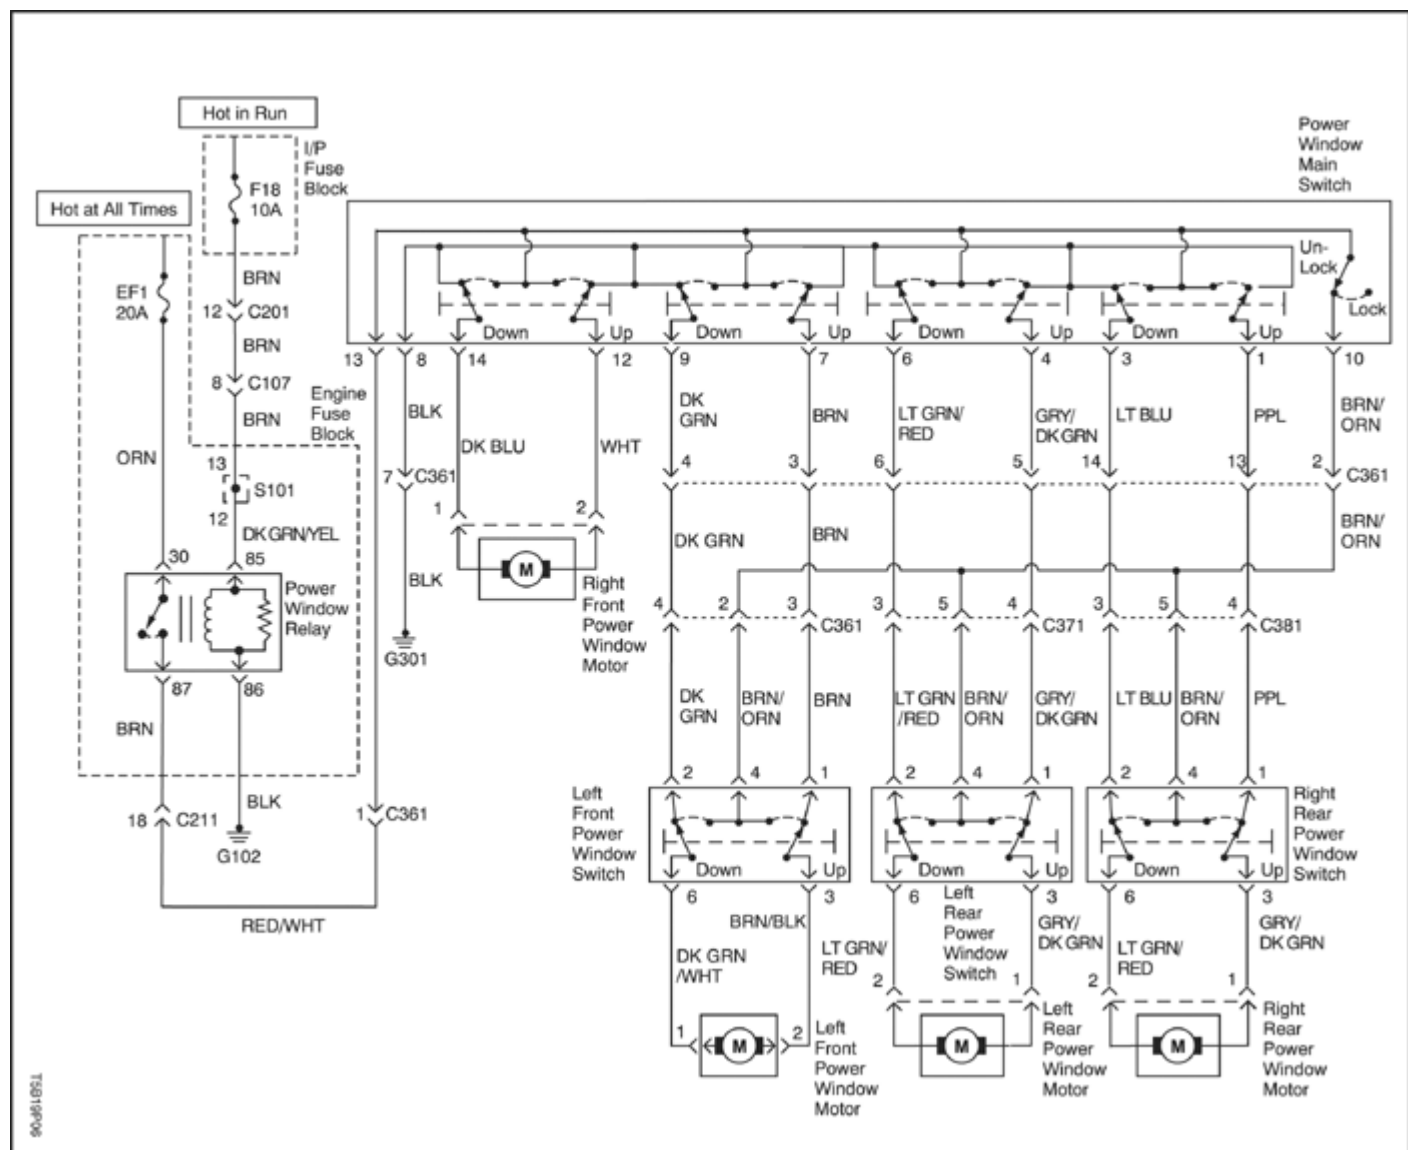 Hot in Run
Hot at All Times
I/P
Fuse
Block
F18
10A
EF1
20A
BRN
12
C201
BRN
8
C107
BRN
Engine
Fuse
Block
ORN
13
S101
12
DK GRN/YEL
30
85
Power
Window
Relay
87
86
BRN
BLK
18
C211
G102
RED/WHT
1
C361
Power
Window
Main
Switch
Un-
Lock
Lock
Down
Up
Down
Up
Down
Up
Down
Up
13
8
14
12
9
7
6
4
3
1
10
BLK
DK BLU
WHT
DK
GRN
BRN
LT GRN/
RED
GRY/
DK GRN
LT BLU
PPL
BRN/
ORN
7
C361
4
3
6
5
14
13
2
C361
1
2
BLK
G301
Right
Front
Power
Window
Motor
M
DK GRN
BRN
BRN/
ORN
4
2
3
C361
3
5
4
C371
3
5
4
C381
DK
GRN
BRN/
ORN
BRN
LT GRN
/RED
BRN/
ORN
GRY/
DK GRN
LT BLU
BRN/
ORN
PPL
2
4
1
2
4
1
2
4
1
Left
Front
Power
Window
Switch
Down
Up
Down
Up
Down
Up
Right
Rear
Power
Window
Switch
6
3
6
3
6
3
Left
Rear
Power
Window
Switch
BRN/BLK
DK GRN
/WHT
LT GRN/
RED
GRY/
DK GRN
LT GRN/
RED
GRY/
DK GRN
2
1
2
1
1
2
M
Left
Front
Power
Window
Motor
M
Left
Rear
Power
Window
Motor
M
Right
Rear
Power
Window
Motor
T5B19P06